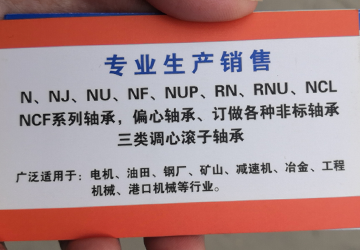 专业生产销售
N、NJ、NU、NF、NUP、RN、RNU、NCL
NCF系列轴承，偏心轴承、订做各种非标轴承
三类调心滚子轴承
广泛适用于：电机、油田、钢厂、矿山、减速机、冶金、工程
机械、港口机械等行业。